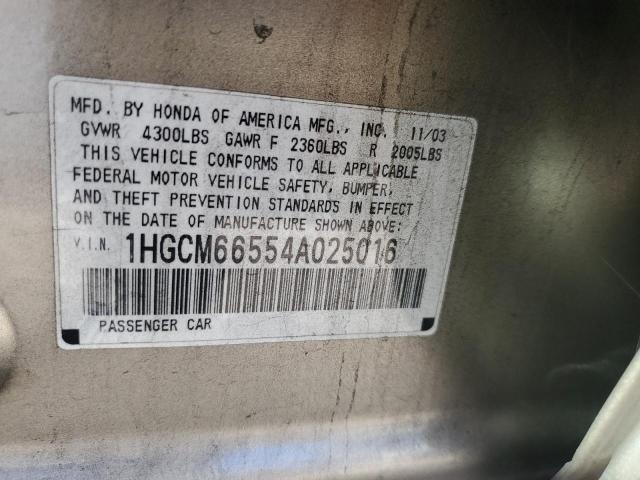 MFD. BY HONDA OF AMERICA MFG., INC. 11/03
GVWR 4300LBS GAWR F 2360LBS R 2005LBS
THIS VEHICLE CONFORMS TO ALL APPLICABLE
FEDERAL MOTOR VEHICLE SAFETY, BUMPER,
AND THEFT PREVENTION STANDARDS IN EFFECT
ON THE DATE OF MANUFACTURE SHOWN ABOVE:
V.I.N. 1HGCM66554A025016
PASSENGER CAR